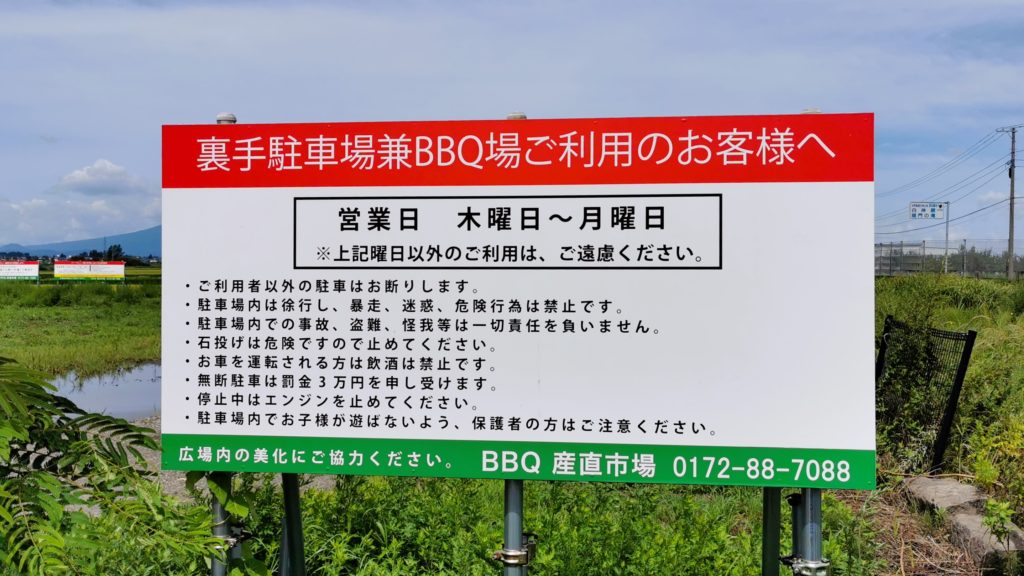 裏手駐車場兼BBQ場ご利用のお客様へ
営業日　木曜日～月曜日
※上記曜日以外のご利用は、ご遠慮ください。
・ご利用者以外の駐車はお断りします。
・駐車場内は徐行し、暴走、迷惑、危険行為は禁止です。
・駐車場内での事故、盗難、怪我等は一切責任を負いません。
・石投げは危険ですので止めてください。
・お車を運転される方は飲酒は禁止です。
・無断駐車は罰金３万円を申し受けます。
・停止中はエンジンを止めてください。
・駐車場内でお子様が遊ばないよう、保護者の方はご注意ください。
広場内の美化にご協力ください。　BBQ 産直市場　0172-88-7088